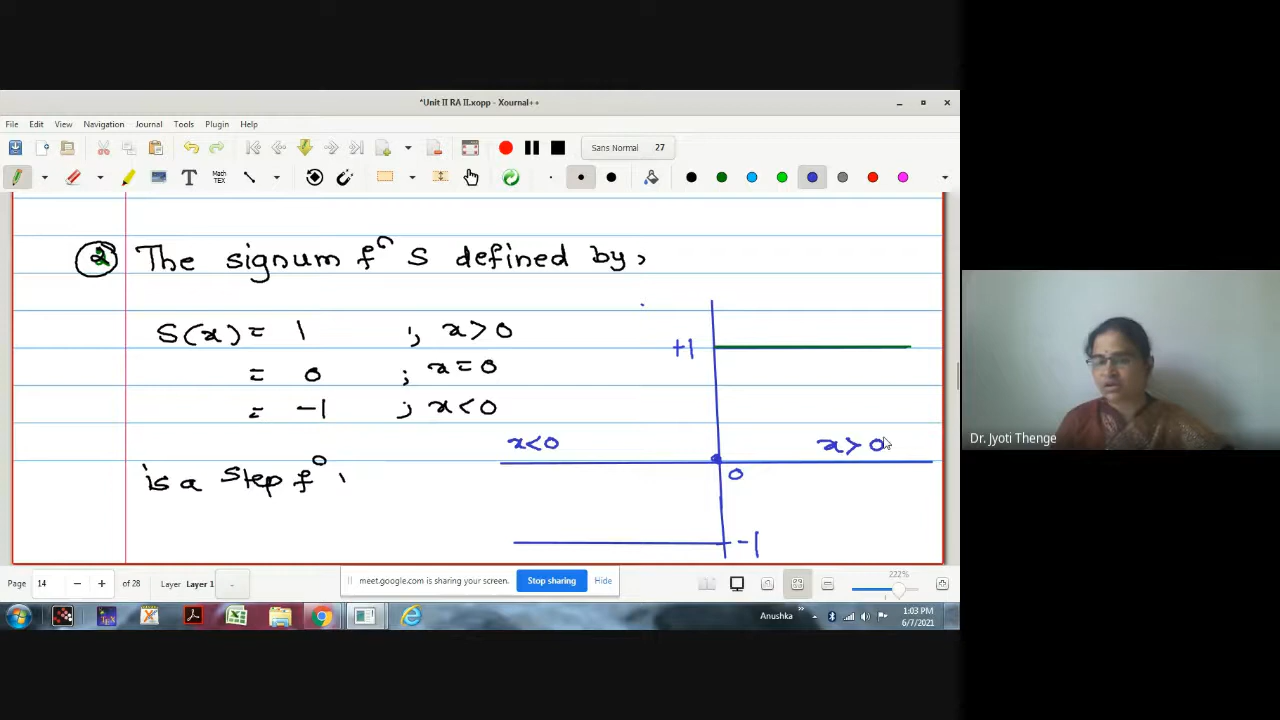 *Unit II RA II.xopp - Xournal++
File Edit View Navigation Journal Tools Plugin Help
Sans Normal 27
T Math TEX
2 The signum fn S defined by,
S(x) = 1 ; x>0
= 0 ; x=0
= -1 ; x<0
is a step fn.
+1
x<0 x>0
0
-1
Dr. Jyoti Thenge
Page 14 of 28 Layer Layer 1
meet.google.com is sharing your screen. Stop sharing Hide
222%
Anushka
1:03 PM
6/7/2021